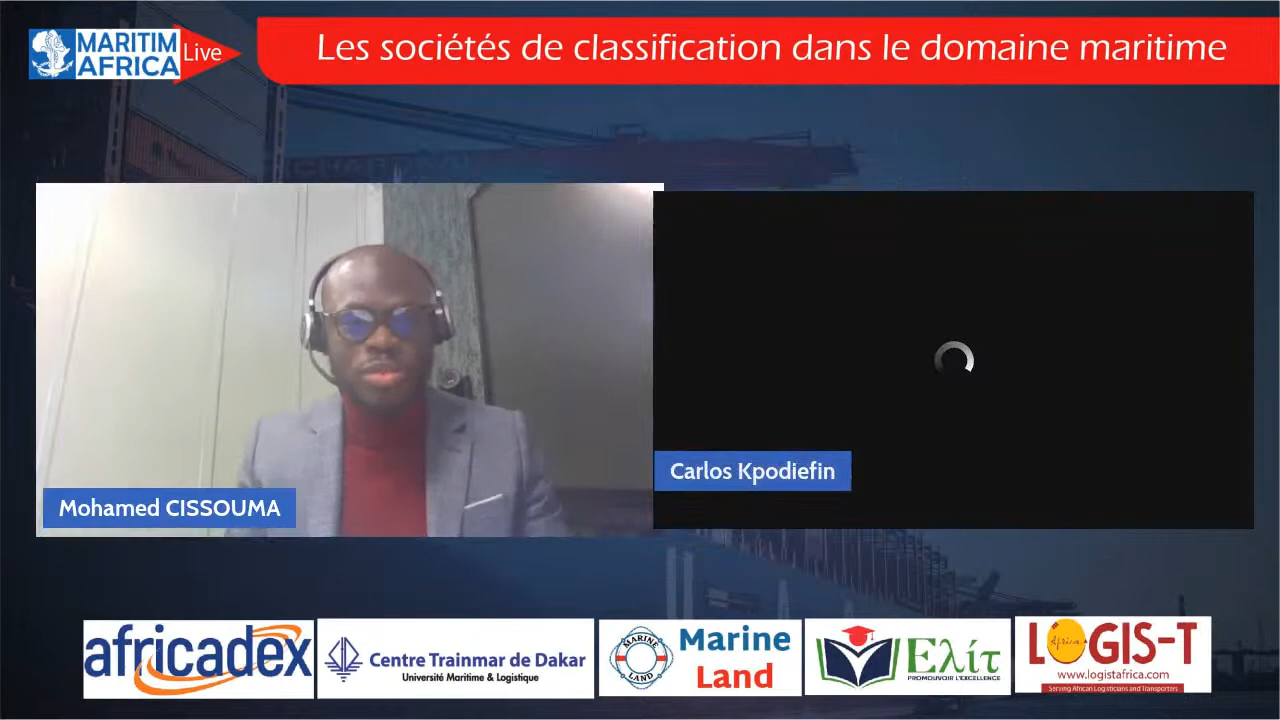 MARITIM
AFRICA
Live
Les sociétés de classification dans le domaine maritime
Mohamed CISSOUMA
Carlos Kpodiefin
africadex
Centre Trainmar de Dakar
Université Maritime & Logistique
MARINE
LAND
Marine
Land
Ελίτ
PROMOUVOIR L'EXCELLENCE
LOGIS-T
Africa
www.logistafrica.com
Serving African Logisticians and Transporters